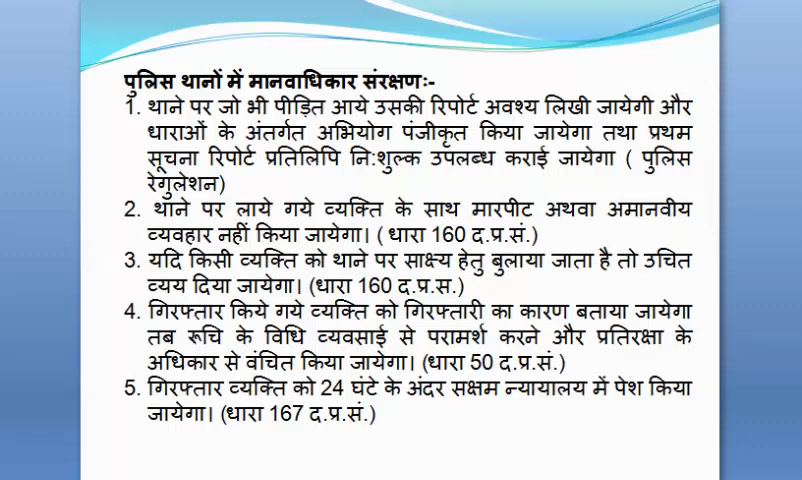 पुलिस थानों में मानवाधिकार संरक्षणः-
1. थाने पर जो भी पीड़ित आये उसकी रिपोर्ट अवश्य लिखी जायेगी और
धाराओं के अंतर्गत अभियोग पंजीकृत किया जायेगा तथा प्रथम
सूचना रिपोर्ट प्रतिलिपि नि:शुल्क उपलब्ध कराई जायेगा ( पुलिस
रेगुलेशन)
2. थाने पर लाये गये व्यक्ति के साथ मारपीट अथवा अमानवीय
व्यवहार नहीं किया जायेगा। ( धारा 160 द.प्र.सं.)
3. यदि किसी व्यक्ति को थाने पर साक्ष्य हेतु बुलाया जाता है तो उचित
व्यय दिया जायेगा। (धारा 160 द.प्र.स.)
4. गिरफ्तार किये गये व्यक्ति को गिरफ्तारी का कारण बताया जायेगा
तब रूचि के विधि व्यवसाई से परामर्श करने और प्रतिरक्षा के
अधिकार से वंचित किया जायेगा। (धारा 50 द.प्र.सं.)
5. गिरफ्तार व्यक्ति को 24 घंटे के अंदर सक्षम न्यायालय में पेश किया
जायेगा। (धारा 167 द.प्र.सं.)